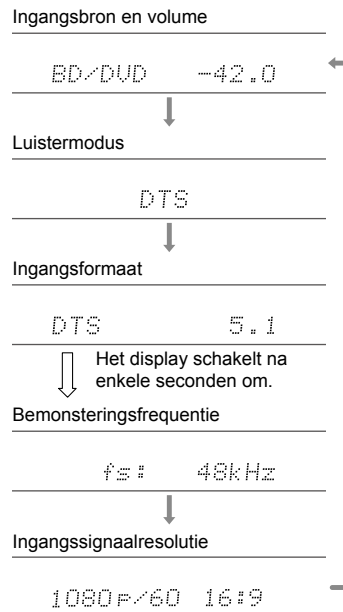 Ingangsbron en volume
BD/DVD -42.0
Luistermodus
DTS
Ingangsformaat
DTS 5.1
Het display schakelt na
enkele seconden om.
Bemonsteringsfrequentie
fs: 48kHz
Ingangssignaalresolutie
1080p/60 16:9